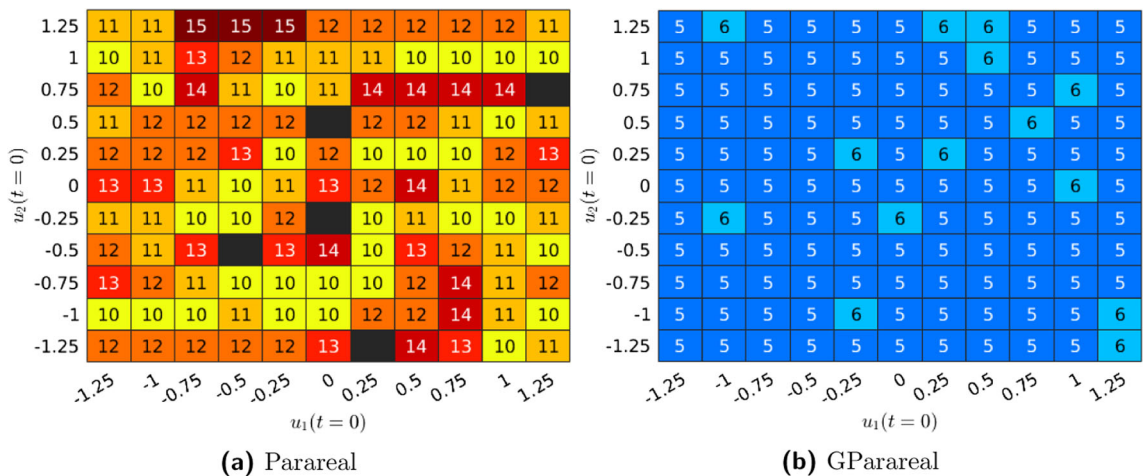 1.25 11 11 15 15 15 12 12 12 12 12 11
1 10 11 13 12 11 11 11 10 10 10 10
0.75 12 10 14 11 10 11 14 14 14 14
0.5 11 12 12 12 12 12 11 10 11
0.25 12 12 12 13 10 12 10 10 10 12 13
0 13 13 11 10 11 13 12 14 11 12 12
-0.25 11 11 10 10 12 10 11 10 10 11
-0.5 12 11 13 13 14 10 13 12 11 10
-0.75 13 12 11 10 10 10 10 12 14 11 12
-1 10 10 10 11 10 10 12 12 14 11 10
-1.25 12 12 12 12 12 13 14 13 10 11
-1.25 -1 -0.75 -0.5 -0.25 0 0.25 0.5 0.75 1 1.25
u₂(t = 0)
u₁(t = 0)
(a) Parareal
1.25 5 6 5 5 5 5 6 6 5 5 5
1 5 5 5 5 5 5 5 6 5 5 5
0.75 5 5 5 5 5 5 5 5 5 6 5
0.5 5 5 5 5 5 5 5 5 6 5 5
0.25 5 5 5 5 6 5 6 5 5 5 5
0 5 5 5 5 5 5 5 5 5 6 5
-0.25 5 6 5 5 5 6 5 5 5 5 5
-0.5 5 5 5 5 5 5 5 5 5 5 5
-0.75 5 5 5 5 5 5 5 5 5 5 5
-1 5 5 5 5 6 5 5 5 5 5 6
-1.25 5 5 5 5 5 5 5 5 5 5 6
-1.25 -1 -0.75 -0.5 -0.25 0 0.25 0.5 0.75 1 1.25
u₂(t = 0)
u₁(t = 0)
(b) GParareal